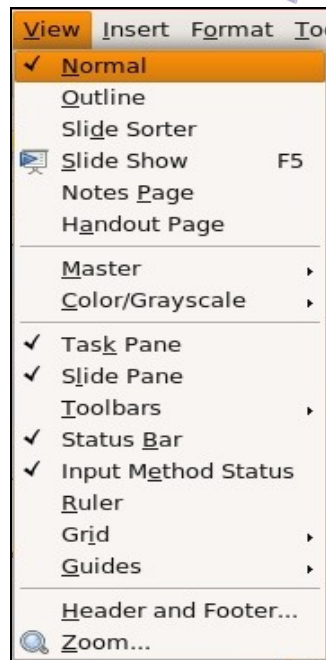 View Insert Format Too
Normal
Outline
Slide Sorter
Slide Show F5
Notes Page
Handout Page
Master
Color/Grayscale
Task Pane
Slide Pane
Toolbars
Status Bar
Input Method Status
Ruler
Grid
Guides
Header and Footer...
Zoom...